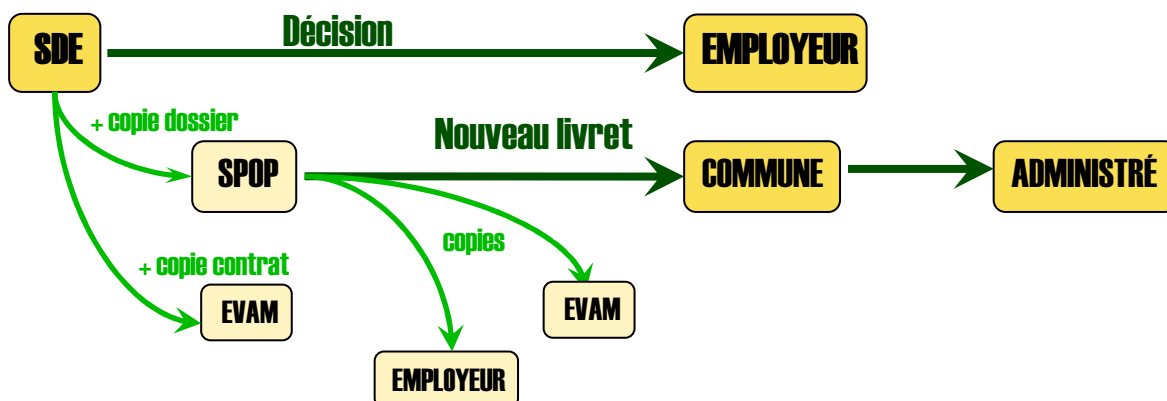 SDE
Décision
EMPLOYEUR
+ copie dossier
SPOP
Nouveau livret
COMMUNE
ADMINISTRÉ
copies
+ copie contrat
EVAM
EVAM
EMPLOYEUR